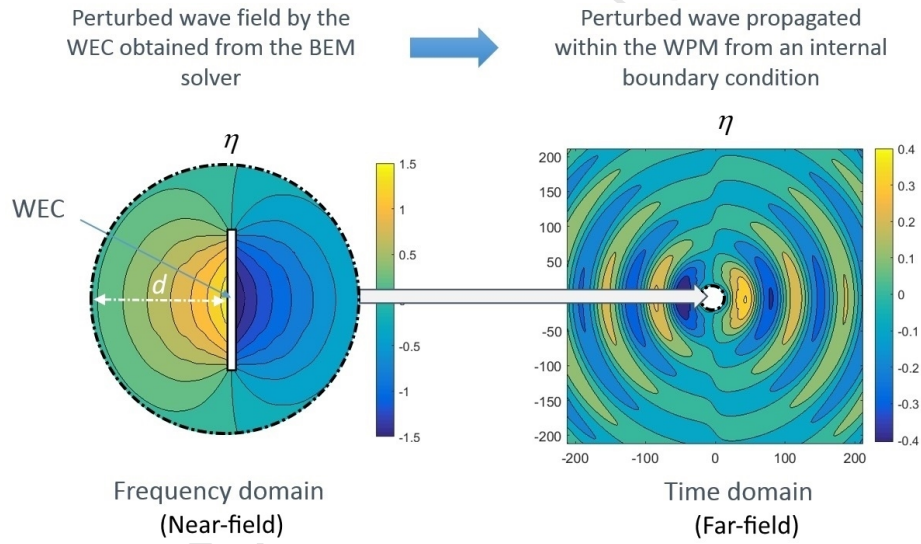 Perturbed wave field by the
WEC obtained from the BEM
solver
Perturbed wave propagated
within the WPM from an internal
boundary condition
η
WEC
d
1.5
1
0.5
0
-0.5
-1
-1.5
Frequency domain
(Near-field)
η
200
150
100
50
0
-50
-100
-150
-200
-200
-100
0
100
200
0.4
0.3
0.2
0.1
0
-0.1
-0.2
-0.3
-0.4
Time domain
(Far-field)